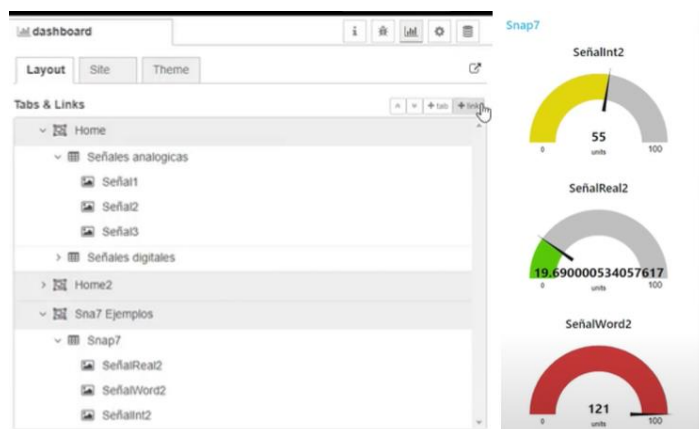 dashboard
Layout
Site
Theme
Tabs & Links
+ tab
+ link
Home
Señales analogicas
Señal1
Señal2
Señal3
Señales digitales
Home2
Sna7 Ejemplos
Snap7
SeñalReal2
SeñalWord2
SeñalInt2
Snap7
SeñalInt2
55
0
units
100
SeñalReal2
19.690000534057617
0
units
100
SeñalWord2
121
0
units
100